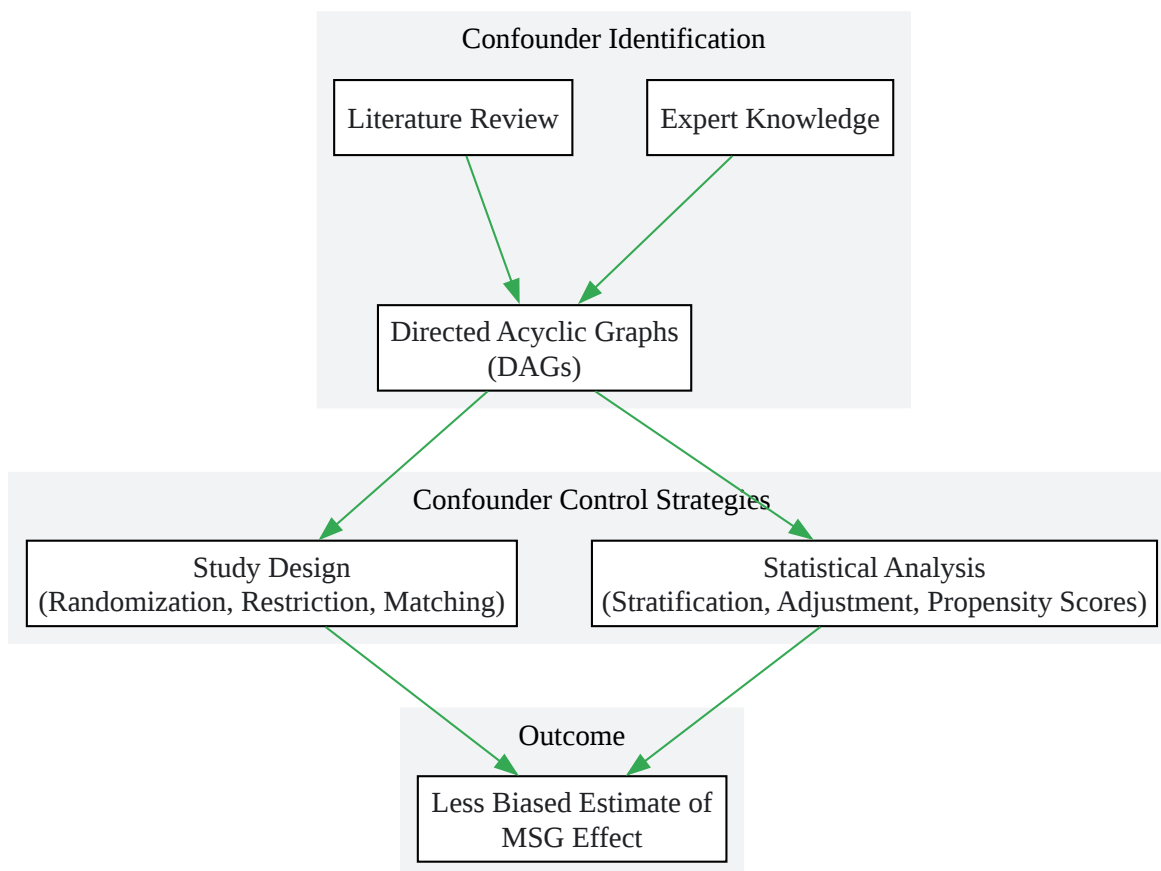 Confounder Identification
Literature Review
Expert Knowledge
Directed Acyclic Graphs
(DAGs)
Confounder Control Strategies
Study Design
(Randomization, Restriction, Matching)
Statistical Analysis
(Stratification, Adjustment, Propensity Scores)
Outcome
Less Biased Estimate of
MSG Effect